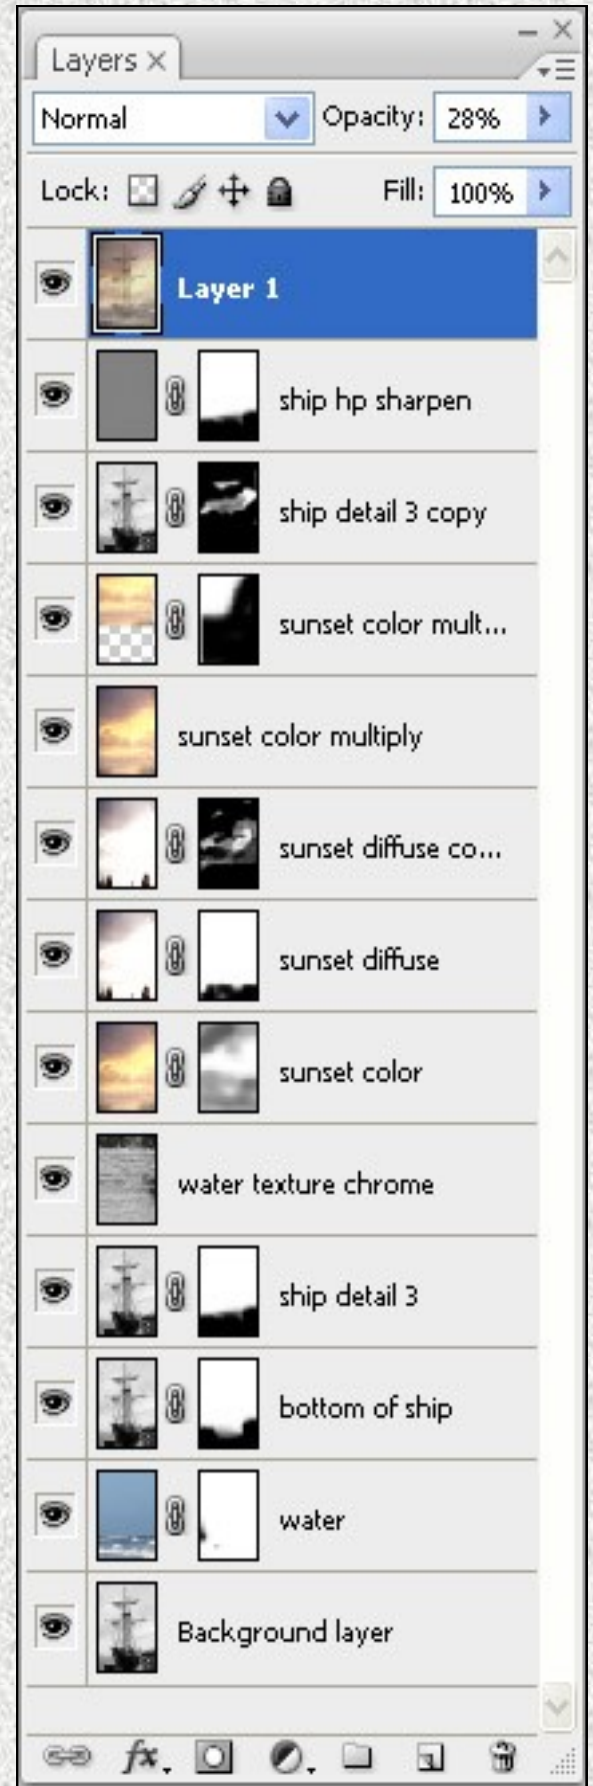 Layers
Normal Opacity: 28%
Lock: Fill: 100%
Layer 1
ship hp sharpen
ship detail 3 copy
sunset color mult...
sunset color multiply
sunset diffuse co...
sunset diffuse
sunset color
water texture chrome
ship detail 3
bottom of ship
water
Background layer
fx.